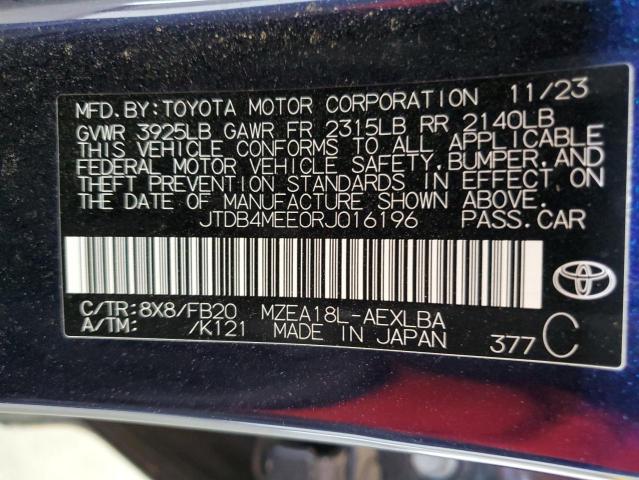 MFD.BY:TOYOTA MOTOR CORPORATION 11/23
GVWR 3925LB GAWR FR 2315LB RR 2140LB
THIS VEHICLE CONFORMS TO ALL APPLICABLE
FEDERAL MOTOR VEHICLE SAFETY,BUMPER,AND
THEFT PREVENTION STANDARDS IN EFFECT ON
THE DATE OF MANUFACTURE SHOWN ABOVE.
JTDB4MEE0RJ016196 PASS.CAR
C/TR:8X8/FB20 MZEA18L-AEXLBA
A/TM: /K121 MADE IN JAPAN 377 C
TOYOTA